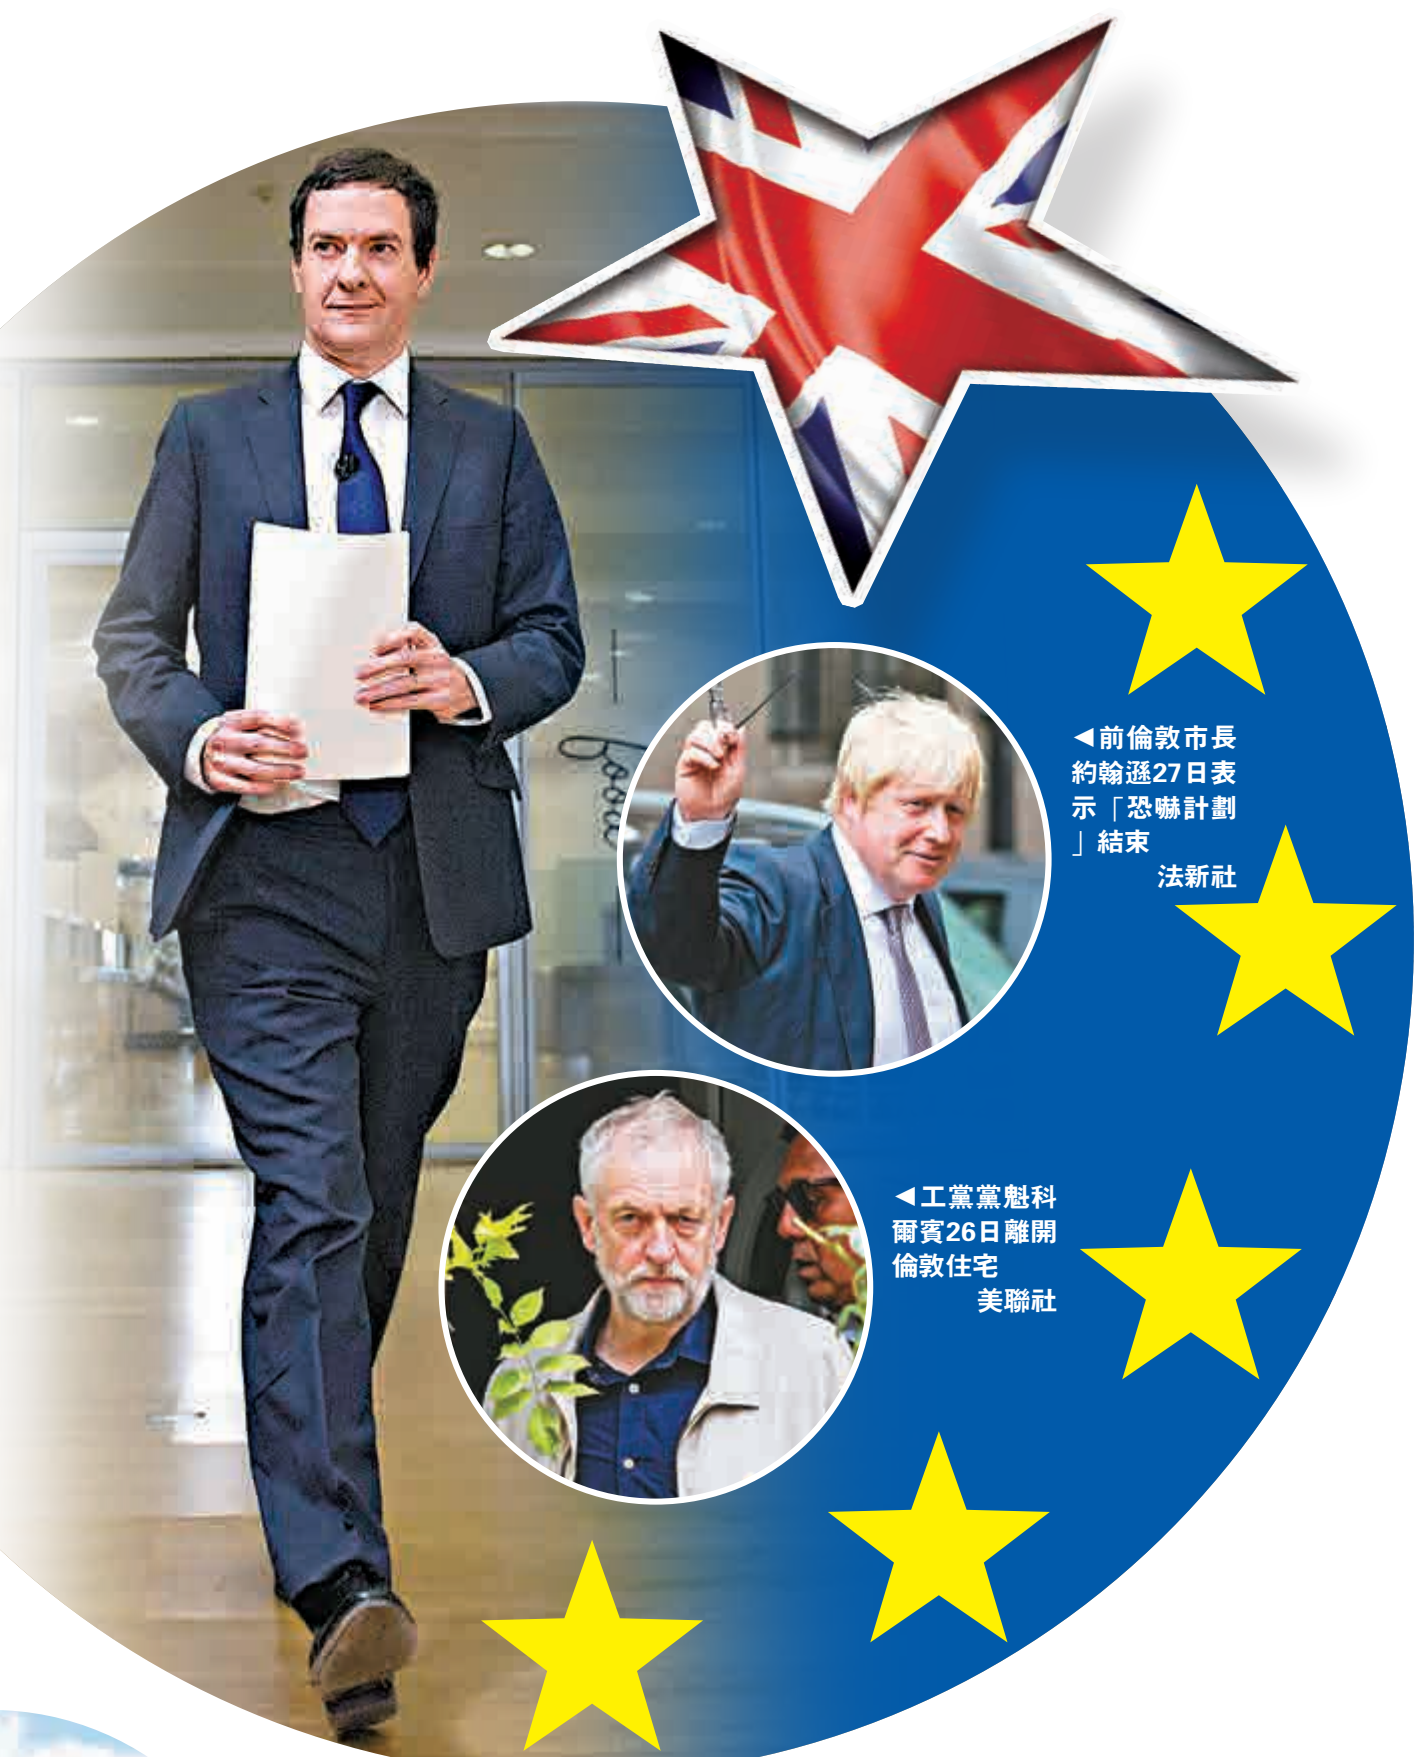 ◀前倫敦市長
約翰遜27日表
示「恐嚇計劃
」結束
法新社
◀工黨黨魁科
爾賓26日離開
倫敦住宅
美聯社